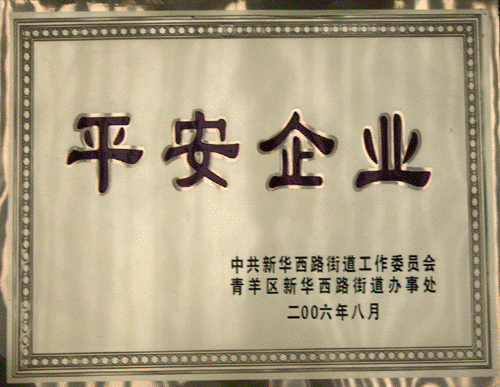 平安企业
中共新华西路街道工作委员会
青羊区新华西路街道办事处
二00六年八月